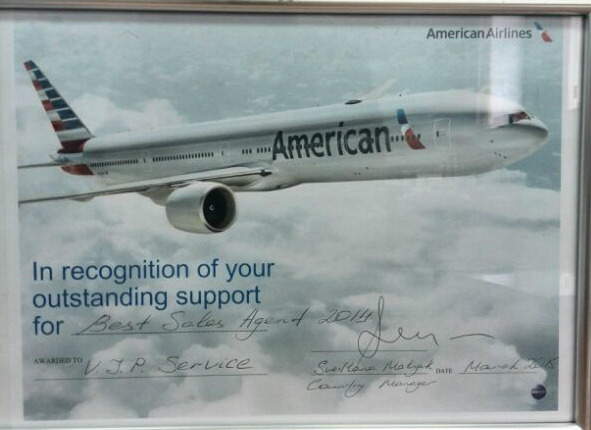 American Airlines
American
In recognition of your
outstanding support
for Best Sales Agent 2014
AWARDED TO V.I.P. Service
Svetlana DATE March 2015
Country Manager